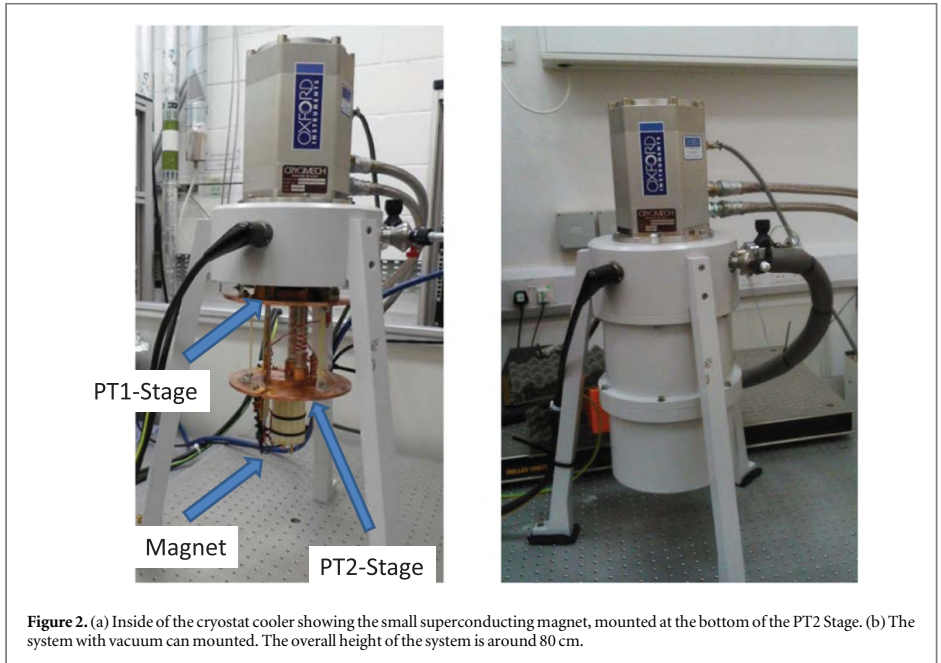 OXFORD
INSTRUMENTS
CRYOMECH
OXFORD
INSTRUMENTS
CRYOMECH
PT1-Stage
Magnet
PT2-Stage
Figure 2. (a) Inside of the cryostat cooler showing the small superconducting magnet, mounted at the bottom of the PT2 Stage. (b) The
system with vacuum can mounted. The overall height of the system is around 80 cm.